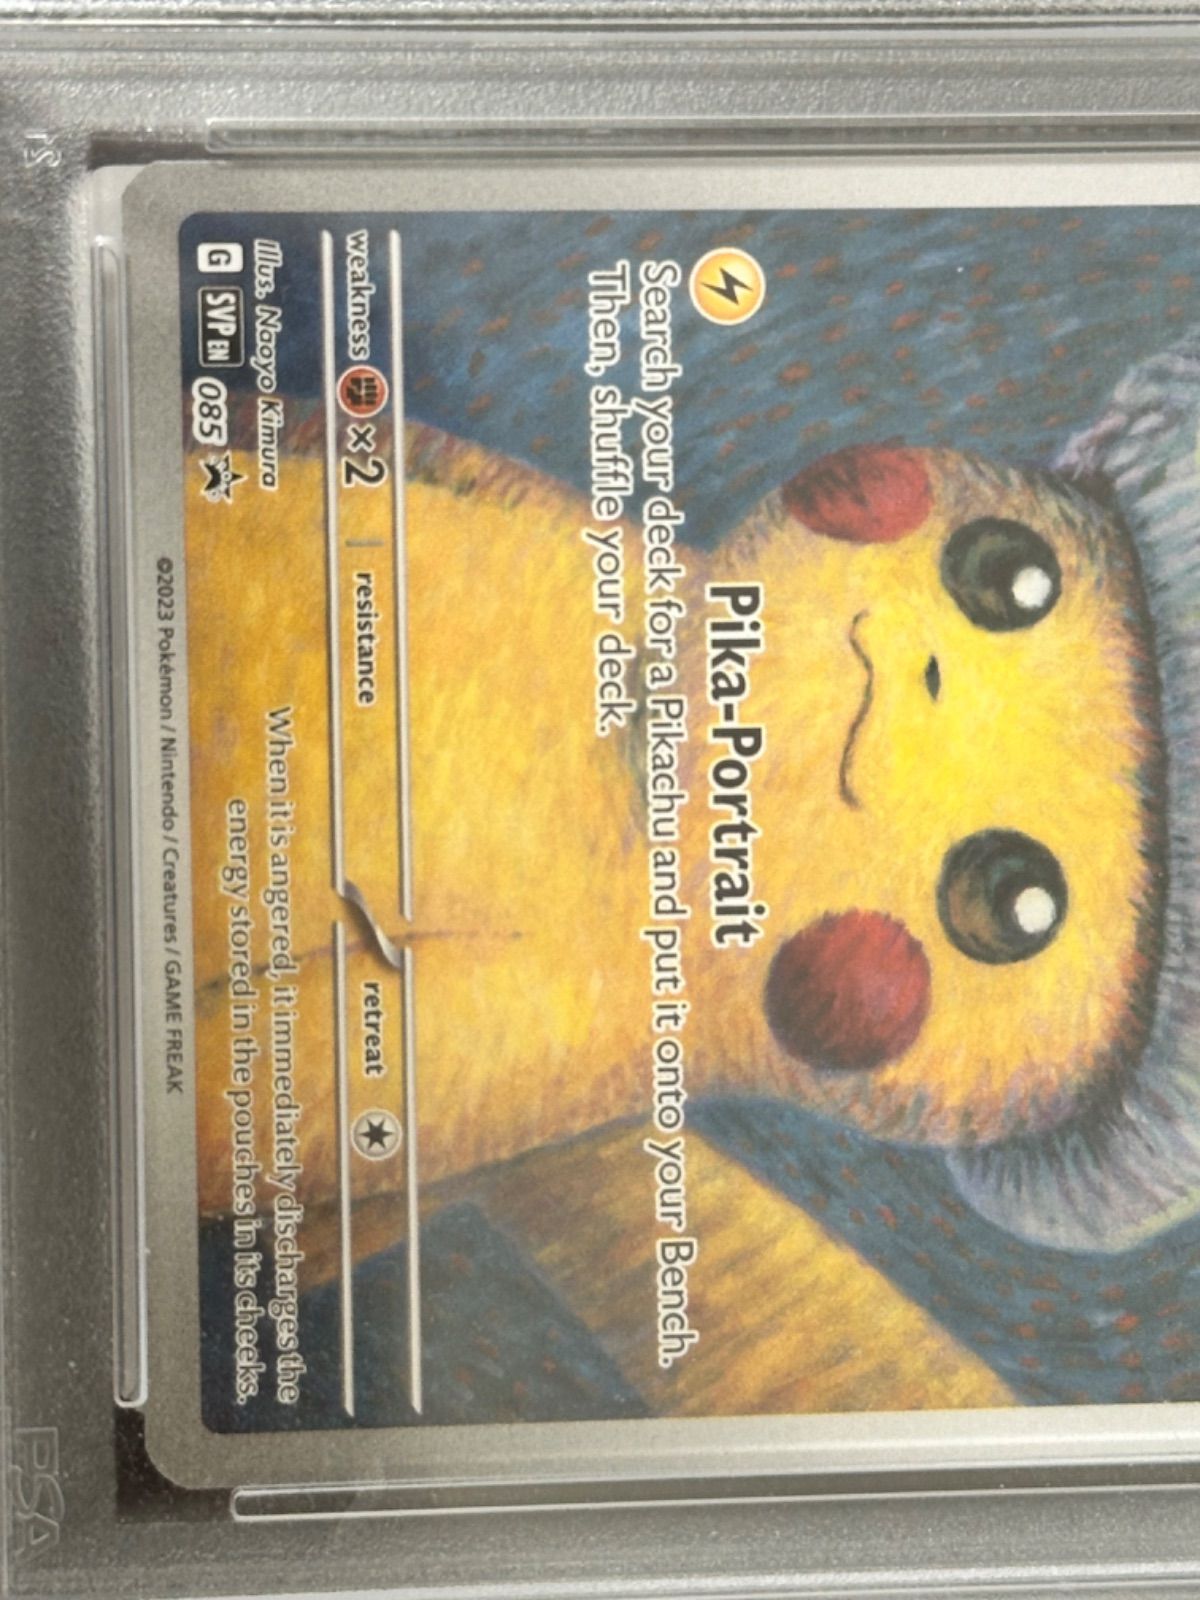 Pika-Portrait
Search your deck for a Pikachu and put it onto your Bench.
Then, shuffle your deck.
weakness ×2 resistance retreat
Illus. Naoyo Kimura
G SVP EN 085
When it is angered, it immediately discharges the
energy stored in the pouches in its cheeks.
©2023 Pokémon / Nintendo / Creatures / GAME FREAK
PSA